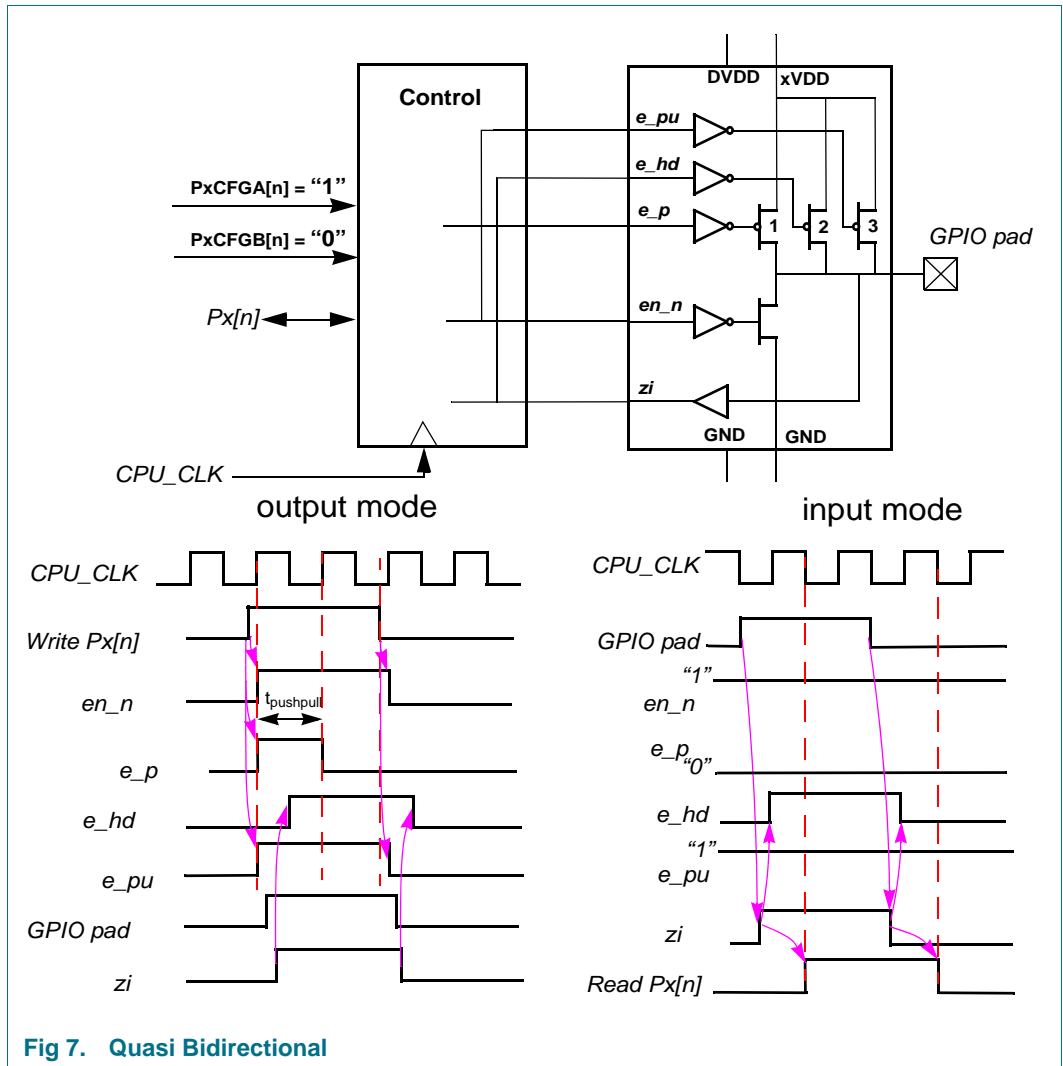 DVDD xVDD
Control
e_pu
e_hd
PxCFGA[n] = “1”
e_p
1 2 3
PxCFGB[n] = “0”
GPIO pad
Px[n]
en_n
zi
GND GND
CPU_CLK
output mode
input mode
CPU_CLK
Write Px[n]
en_n
tpushpull
e_p
e_hd
e_pu
GPIO pad
zi
CPU_CLK
GPIO pad
“1”
en_n
e_p
“0”
e_hd
“1”
e_pu
zi
Read Px[n]
Fig 7. Quasi Bidirectional